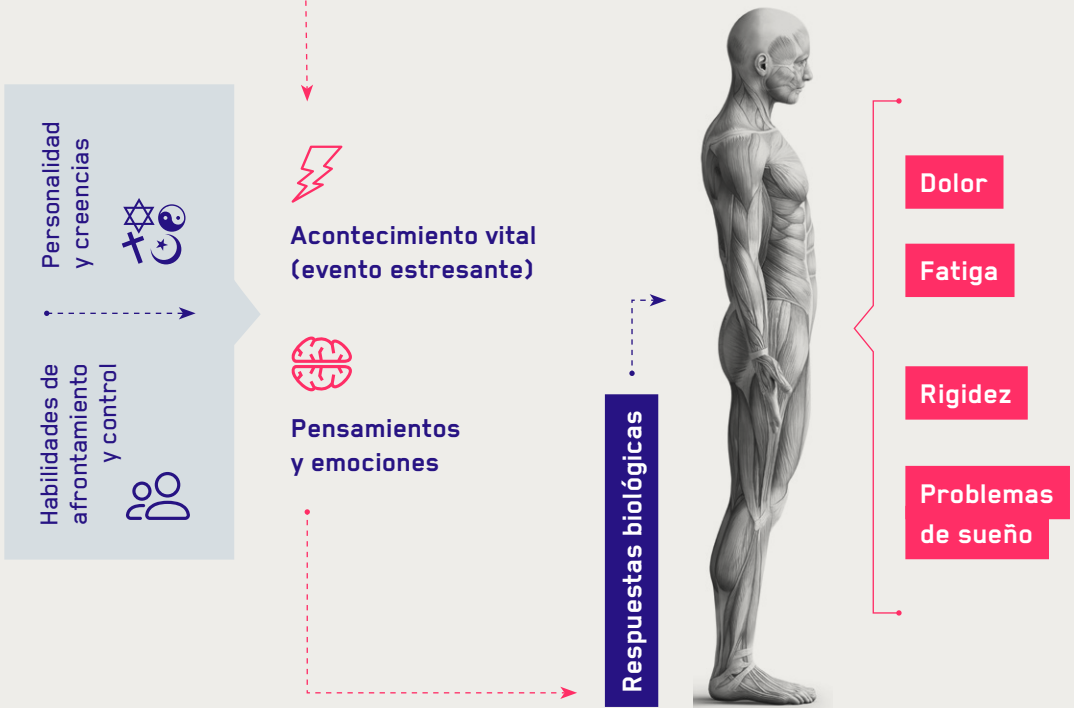 Personalidad
y creencias
Habilidades de
afrontamiento
y control
Acontecimiento vital
(evento estresante)
Pensamientos
y emociones
Respuestas biológicas
Dolor
Fatiga
Rigidez
Problemas
de sueño